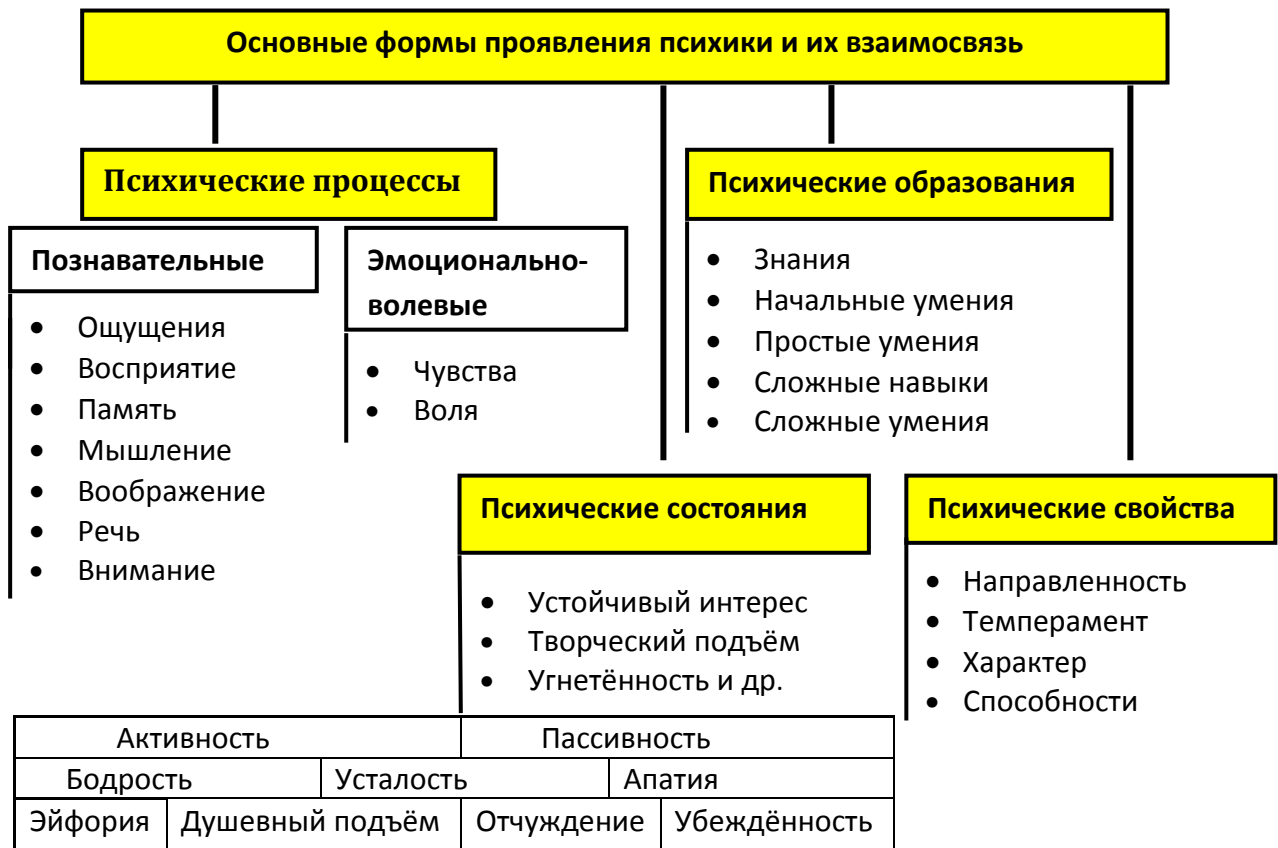 Основные формы проявления психики и их взаимосвязь
Психические процессы
Познавательные
• Ощущения
• Восприятие
• Память
• Мышление
• Воображение
• Речь
• Внимание
Эмоционально-
волевые
• Чувства
• Воля
Психические образования
• Знания
• Начальные умения
• Простые умения
• Сложные навыки
• Сложные умения
Психические состояния
• Устойчивый интерес
• Творческий подъём
• Угнетённость и др.
Психические свойства
• Направленность
• Темперамент
• Характер
• Способности
Активность Пассивность
Бодрость Усталость Апатия
Эйфория Душевный подъём Отчуждение Убеждённость